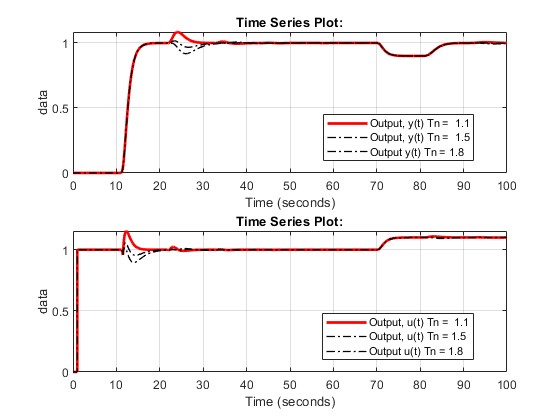 Time Series Plot:
1
0.5
0
data
Output, y(t) Tn = 1.1
Output, y(t) Tn = 1.5
Output y(t) Tn = 1.8
0 10 20 30 40 50 60 70 80 90 100
Time (seconds)
Time Series Plot:
1
0.5
0
data
Output, u(t) Tn = 1.1
Output, u(t) Tn = 1.5
Output u(t) Tn = 1.8
0 10 20 30 40 50 60 70 80 90 100
Time (seconds)